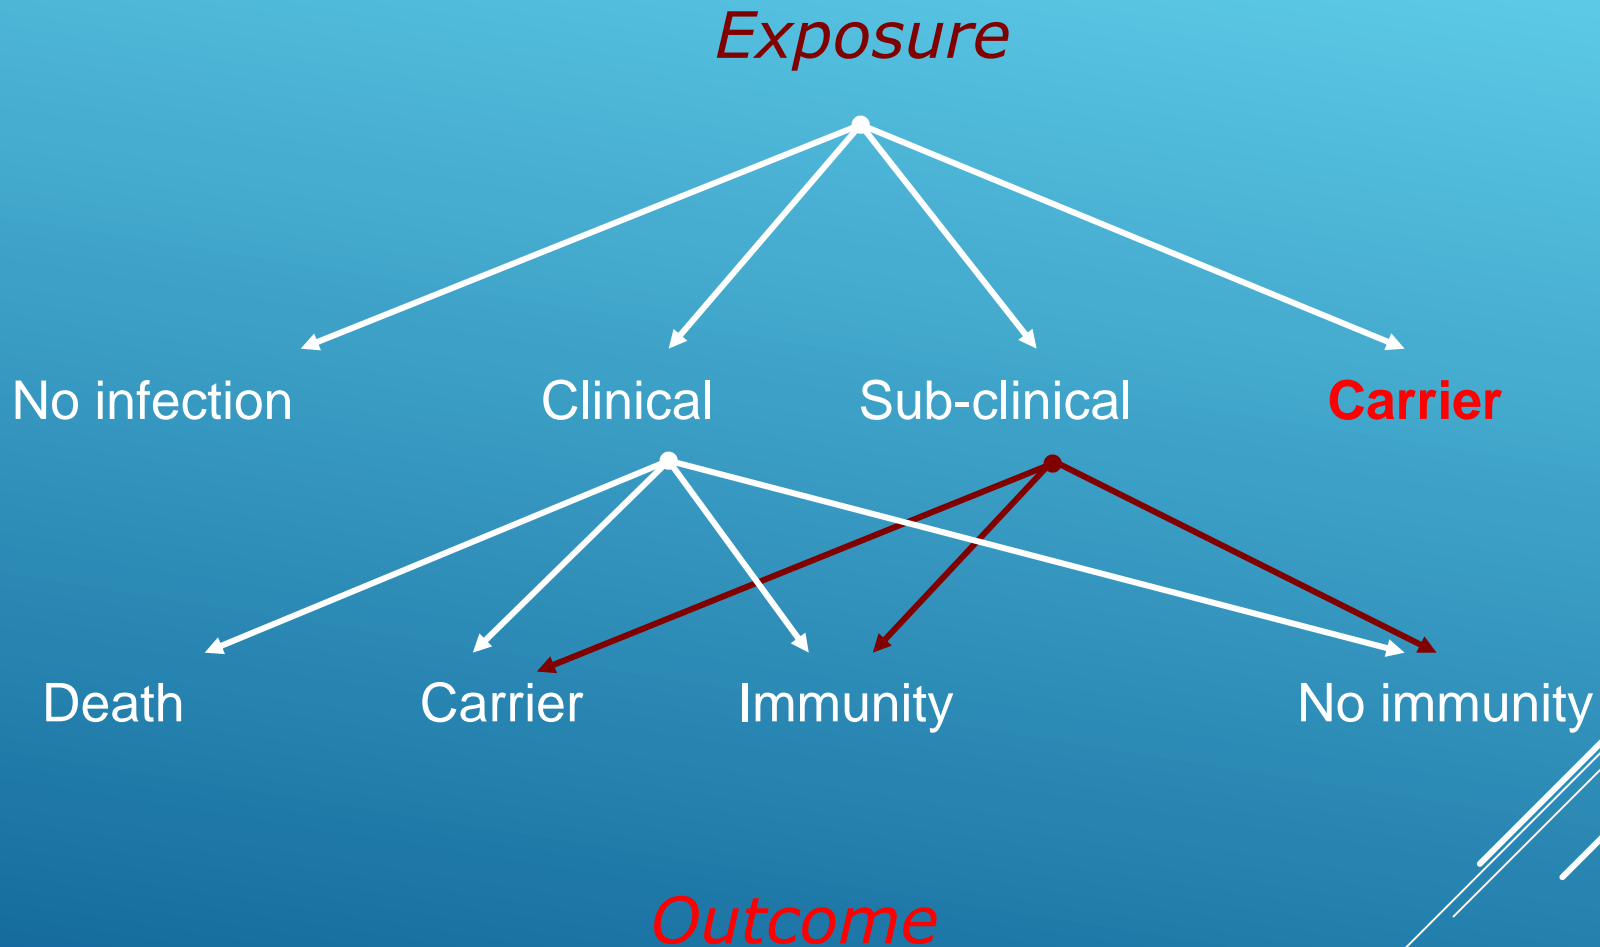 Exposure
No infection Clinical Sub-clinical Carrier
Death Carrier Immunity No immunity
Outcome